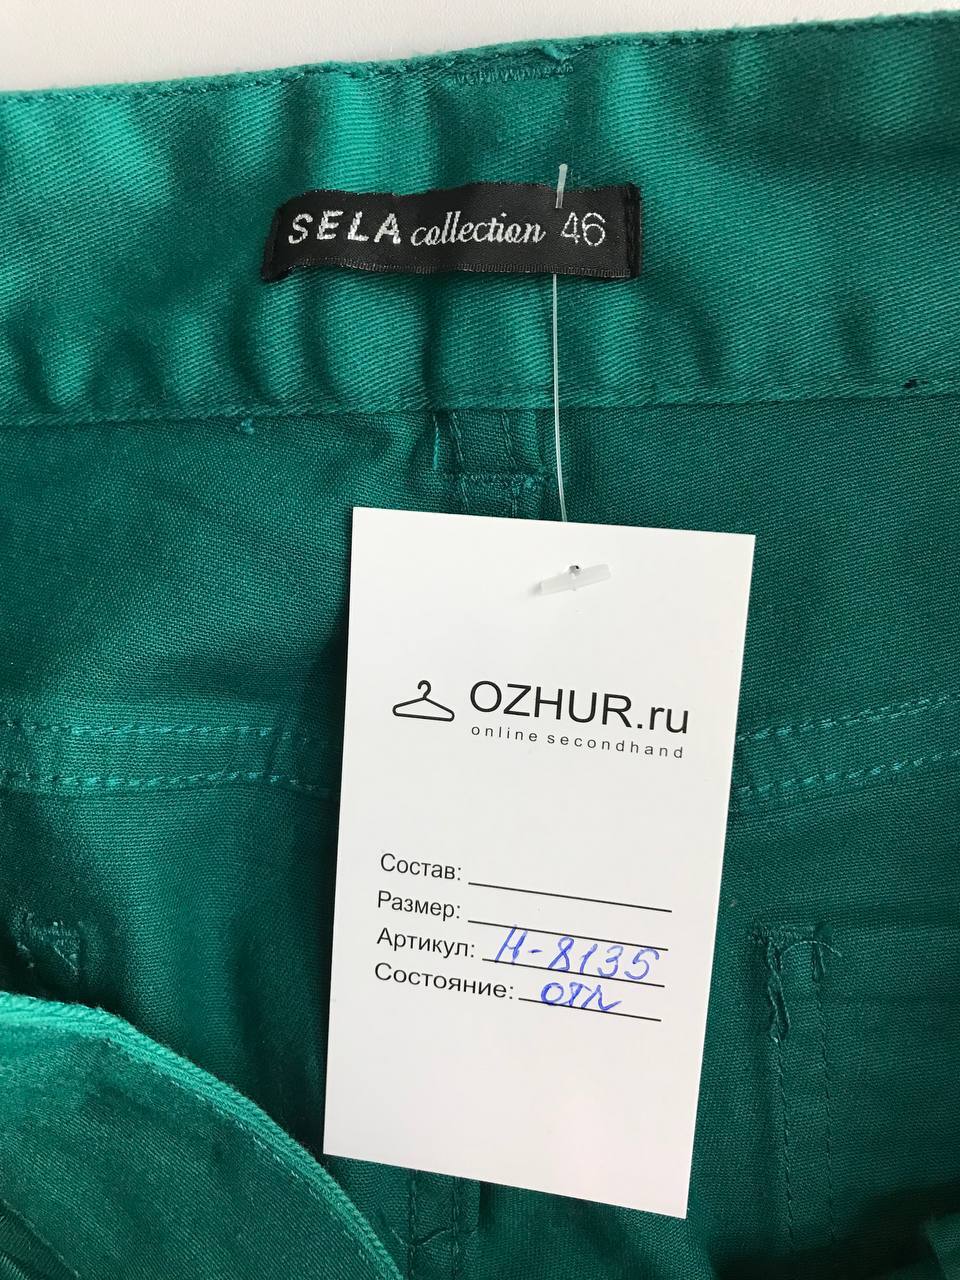 SELA collection 46
OZHUR.ru
online secondhand
Состав:
Размер:
Артикул: Н-8135
Состояние: отл